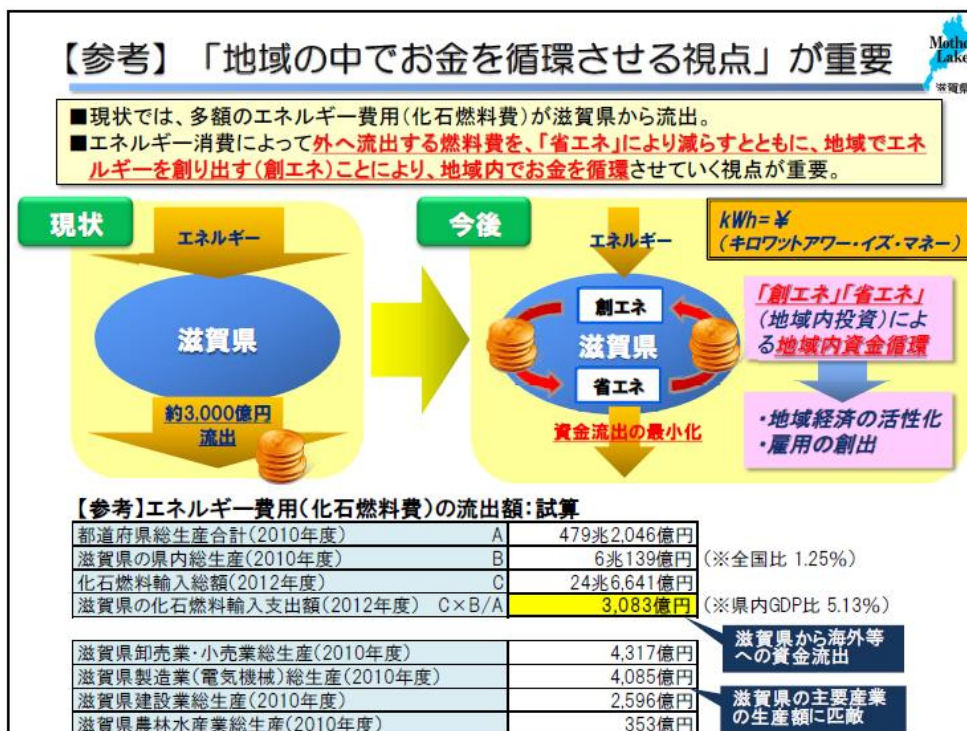 【参考】「地域の中でお金を循環させる視点」が重要
Mothe
Lake
滋賀県
■現状では、多額のエネルギー費用(化石燃料費)が滋賀県から流出。
■エネルギー消費によって外へ流出する燃料費を、「省エネ」により減らすとともに、地域でエネ
ルギーを創り出す(創エネ)ことにより、地域内でお金を循環させていく視点が重要。
現状
エネルギー
滋賀県
約3,000億円
流出
今後
エネルギー
創エネ
滋賀県
省エネ
資金流出の最小化
kWh=¥
(キロワットアワー・イズ・マネー)
「創エネ」「省エネ」
(地域内投資)によ
る地域内資金循環
・地域経済の活性化
・雇用の創出
【参考】エネルギー費用(化石燃料費)の流出額:試算
都道府県総生産合計(2010年度) A 479兆2,046億円
滋賀県の県内総生産(2010年度) B 6兆139億円 (※全国比 1.25%)
化石燃料輸入総額(2012年度) C 24兆6,641億円
滋賀県の化石燃料輸入支出額(2012年度) C×B/A 3,083億円 (※県内GDP比 5.13%)
滋賀県から海外等
への資金流出
滋賀県卸売業・小売業総生産(2010年度) 4,317億円
滋賀県製造業(電気機械)総生産(2010年度) 4,085億円
滋賀県建設業総生産(2010年度) 2,596億円
滋賀県農林水産業総生産(2010年度) 353億円
滋賀県の主要産業
の生産額に匹敵